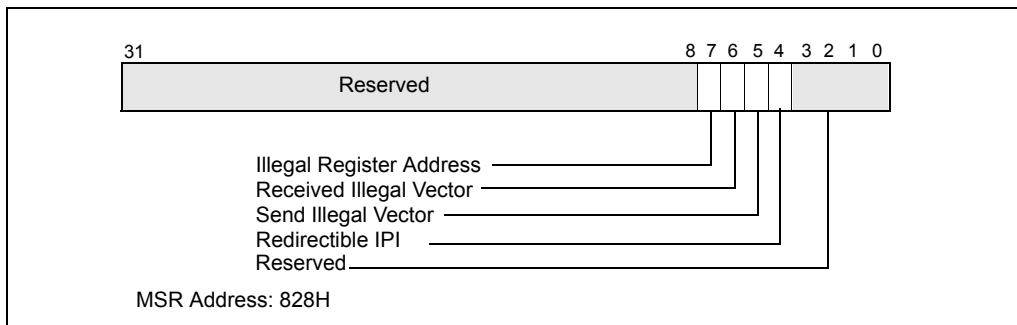 31 8 7 6 5 4 3 2 1 0
Reserved
Illegal Register Address
Received Illegal Vector
Send Illegal Vector
Redirectible IPI
Reserved
MSR Address: 828H